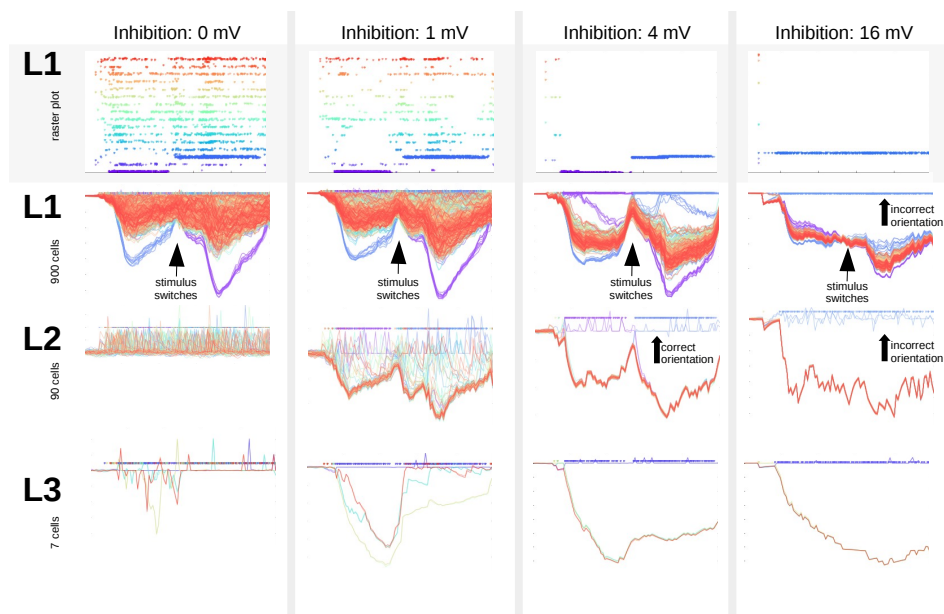 Inhibition: 0 mV
Inhibition: 1 mV
Inhibition: 4 mV
Inhibition: 16 mV
L1
raster plot
L1
900 cells
stimulus
switches
stimulus
switches
stimulus
switches
incorrect
orientation
stimulus
switches
L2
90 cells
correct
orientation
incorrect
orientation
L3
7 cells